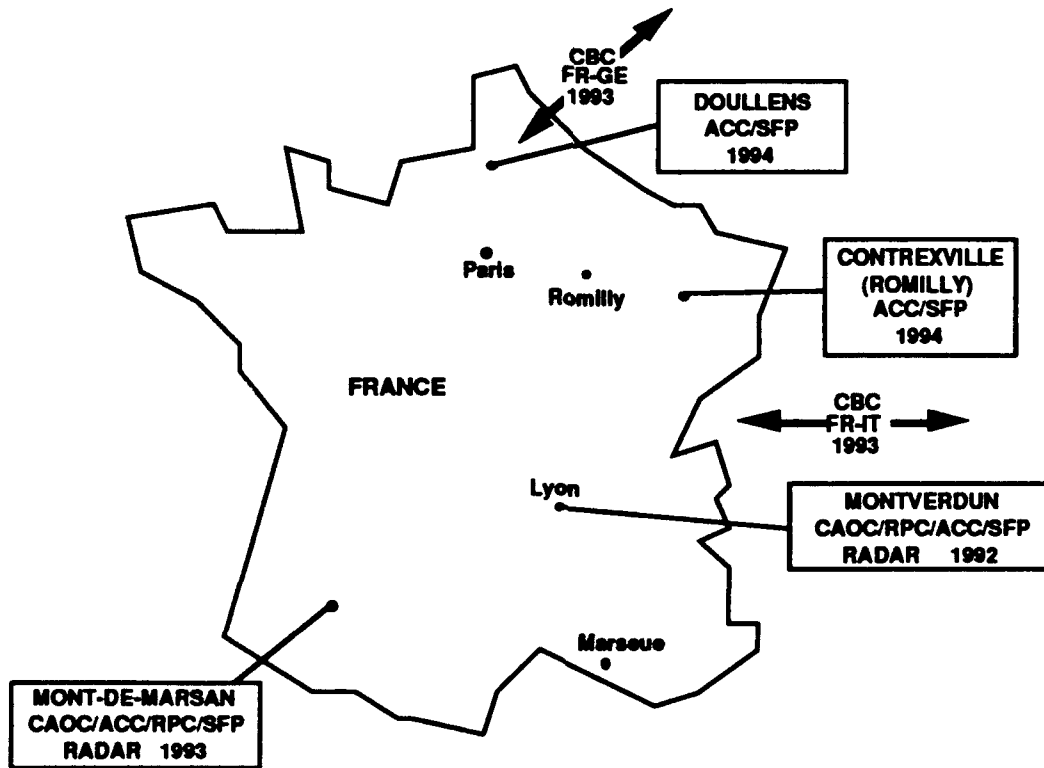 CBC
FR-GE
1993
DOULLENS
ACC/SFP
1994
Paris
Romilly
CONTREXVILLE
(ROMILLY)
ACC/SFP
1994
FRANCE
CBC
FR-IT
1993
Lyon
MONTVERDUN
CAOC/RPC/ACC/SFP
RADAR 1992
Marseue
MONT-DE-MARSAN
CAOC/ACC/RPC/SFP
RADAR 1993